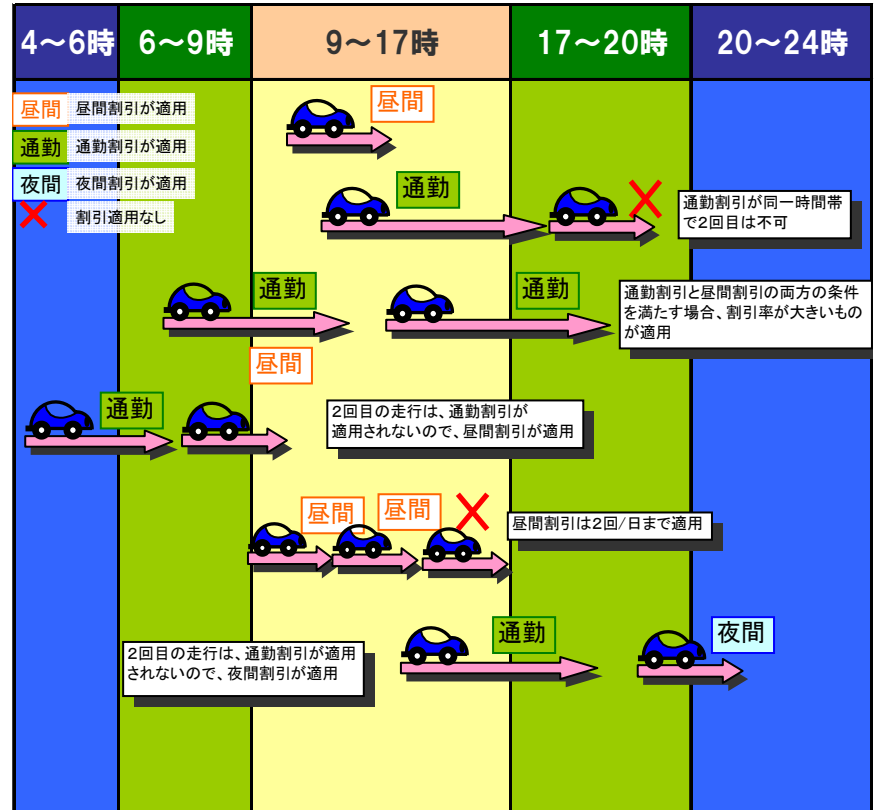 4～6時
6～9時
9～17時
17～20時
20～24時
昼間 昼間割引が適用
通勤 通勤割引が適用
夜間 夜間割引が適用
割引適用なし
昼間
通勤
通勤割引が同一時間帯
で2回目は不可
通勤
通勤
通勤割引と昼間割引の両方の条件
を満たす場合、割引率が大きいもの
が適用
通勤
昼間
2回目の走行は、通勤割引が
適用されないので、昼間割引が適用
昼間
昼間
昼間割引は2回/日まで適用
通勤
夜間
2回目の走行は、通勤割引が適用
されないので、夜間割引が適用